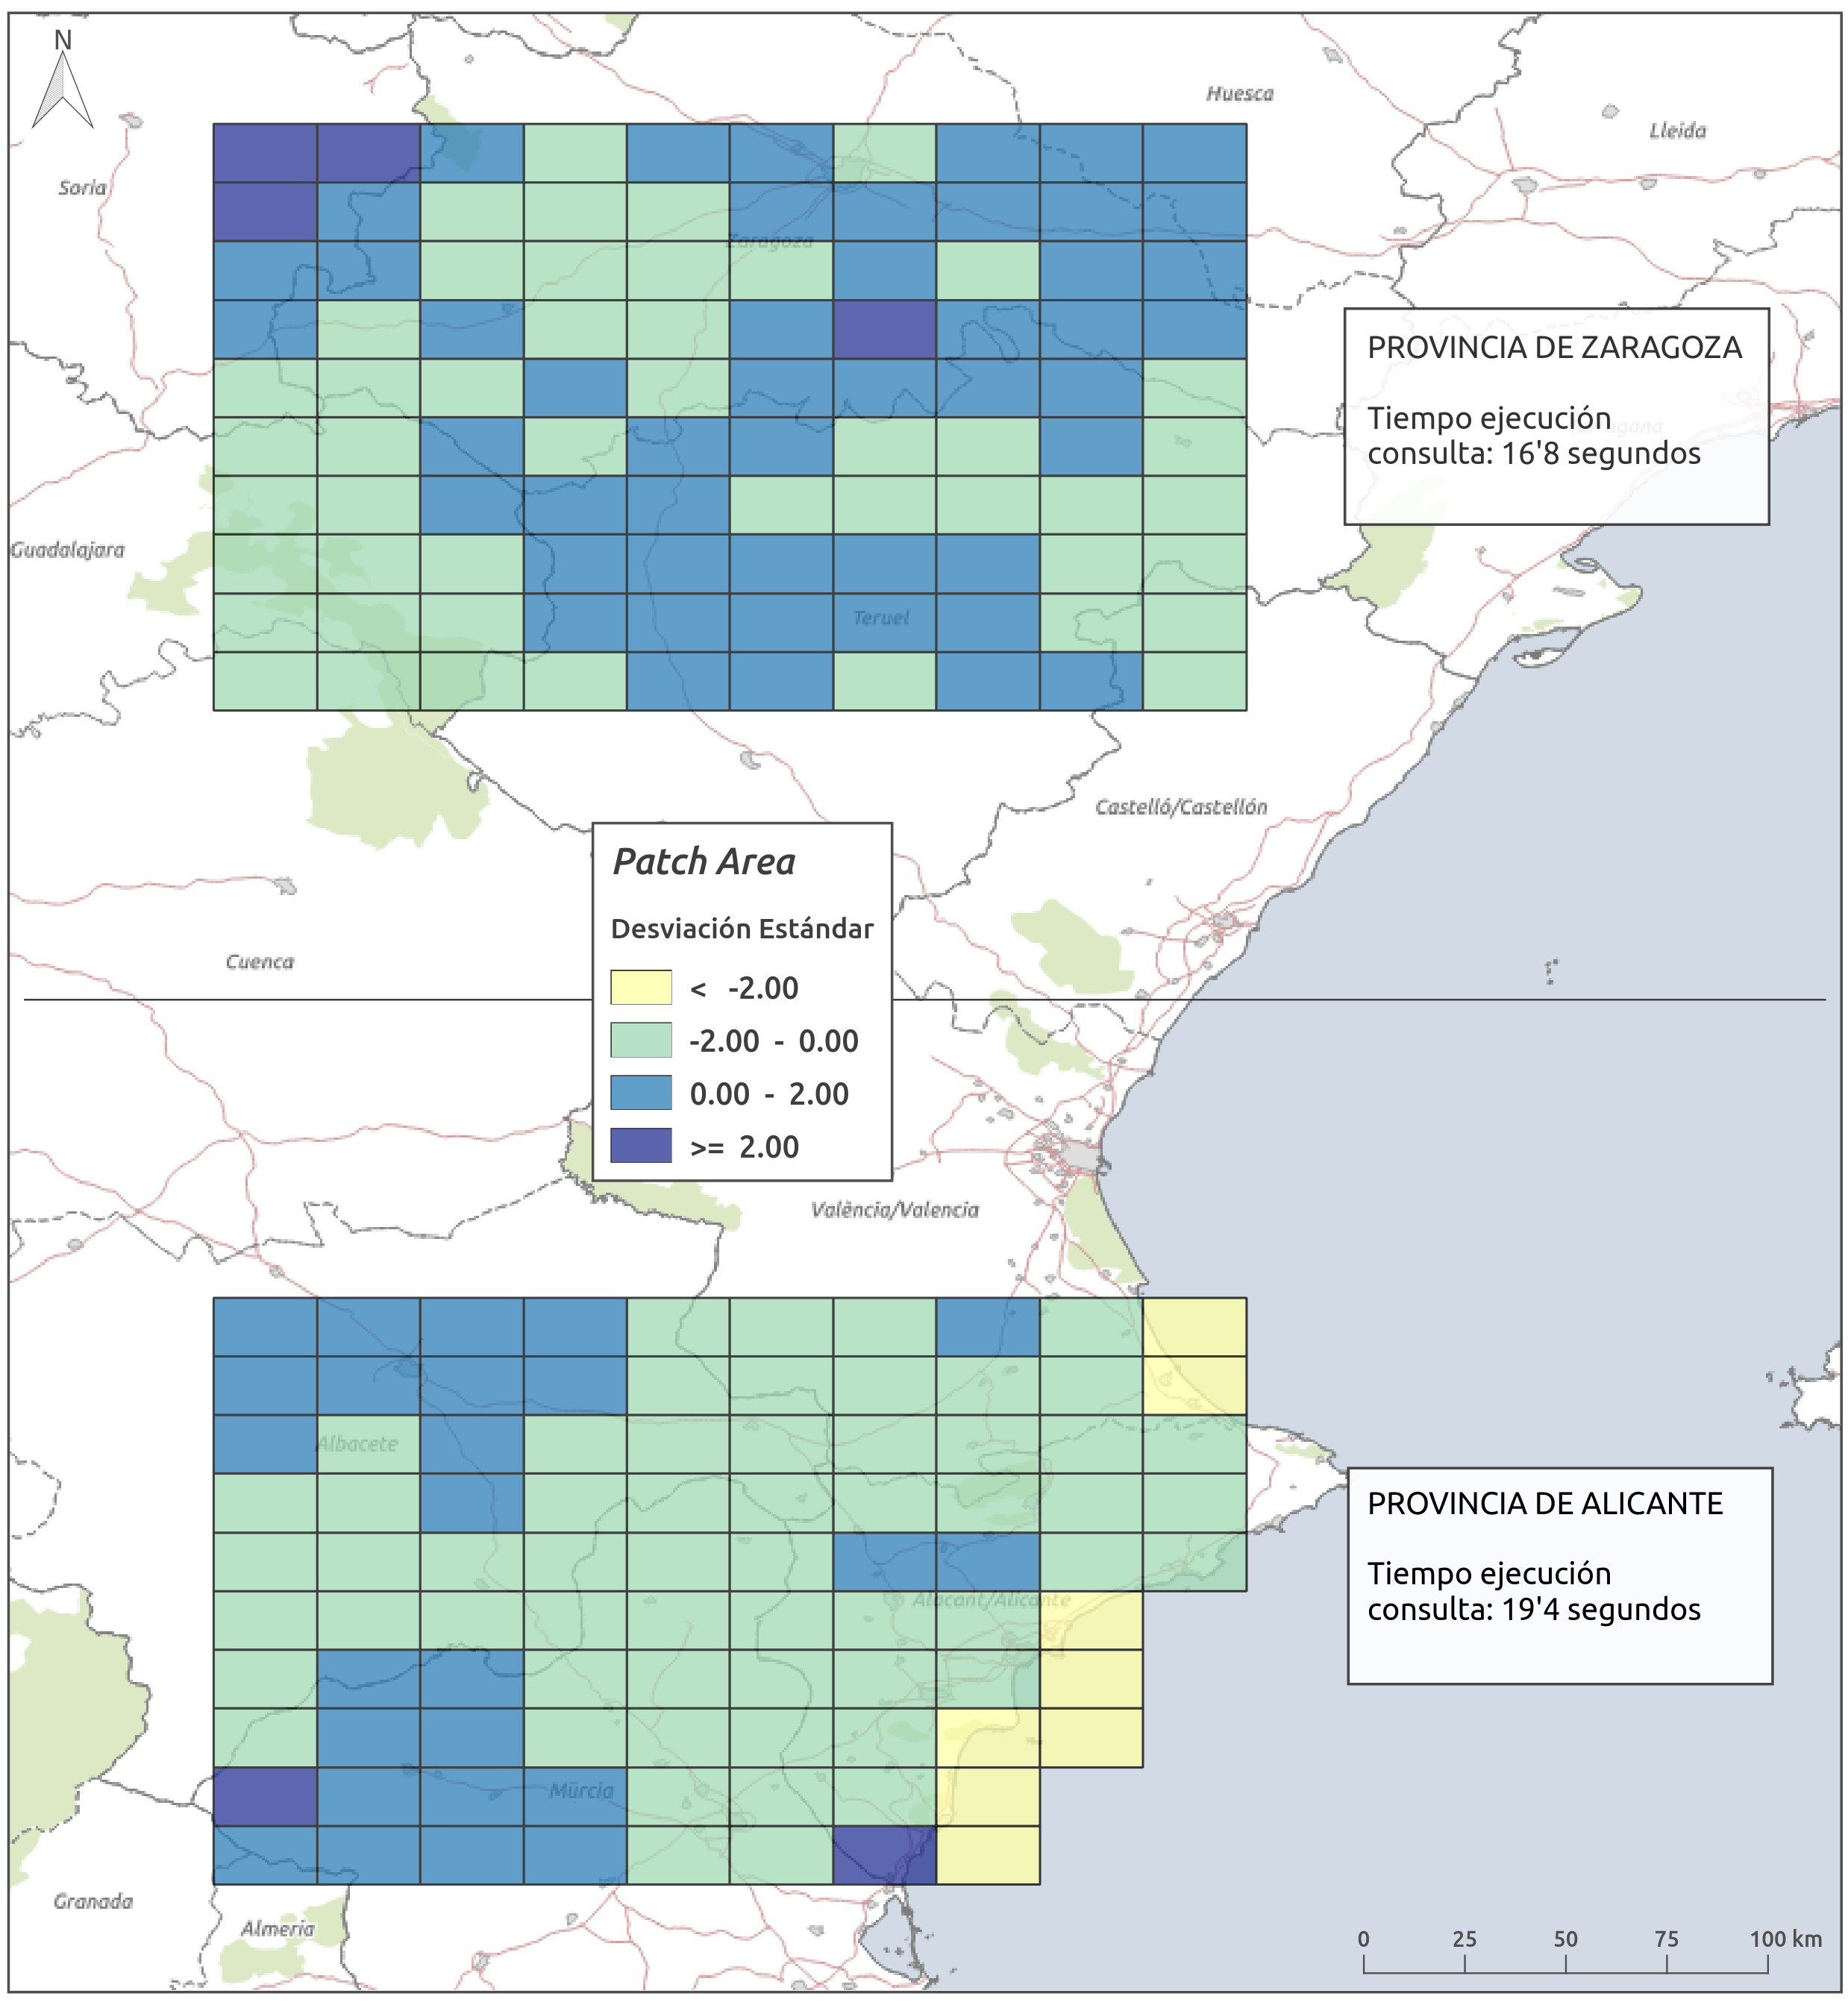 N
Huesca
Lleida
Soria
Zaragoza
PROVINCIA DE ZARAGOZA
Tiempo ejecución
consulta: 16'8 segundos
Guadalajara
Teruel
Castelló/Castellón
Patch Area
Desviación Estándar
< -2.00
-2.00 - 0.00
0.00 - 2.00
>= 2.00
Cuenca
València/Valencia
Albacete
PROVINCIA DE ALICANTE
Tiempo ejecución
consulta: 19'4 segundos
Alacant/Alicante
Murcia
Granada
Almería
0 25 50 75 100 km